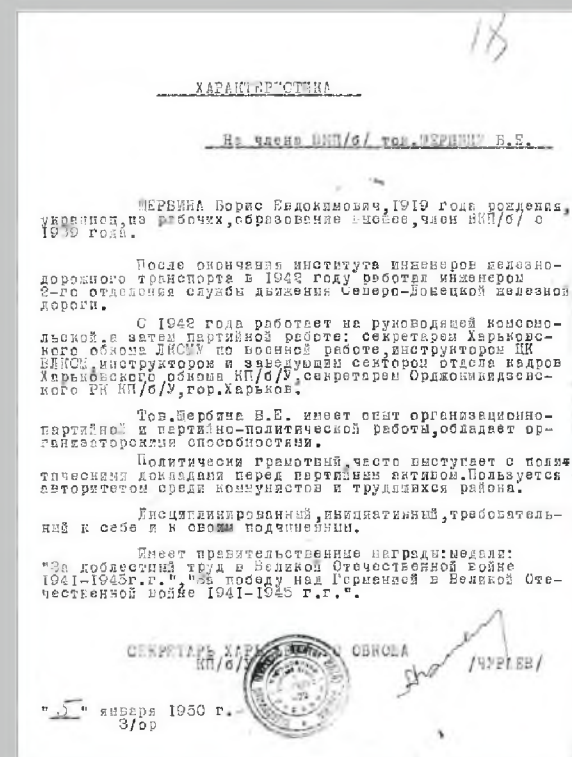 18
ХАРАКТЕРИСТИКА
На члена ВКП/б/ тов.ЩЕРБИНУ Б.Е.
ЩЕРБИНА Борис Евдокимович,1919 года рождения,
украинец,из рабочих,образование высшее,член ВКП/б/ с
1939 года.
После окончания института инженеров железно-
дорожного транспорта в 1942 году работал инженером
2-го отделения службы движения Северо-Донецкой железной
дороги.
С 1942 года работает на руководящей комсомо-
льской,а затем партийной работе: секретарем Харьковс-
кого обкома ЛКСМУ по военной работе,инструктором ЦК
ВЛКСМ,инструктором и заведующим сектором отдела кадров
Харьковского обкома КП/б/У,секретарем Орджоникидзевс-
кого РК КП/б/У,гор.Харьков.
Тов.Щербина Б.Е. имеет опыт организационно-
партийной и партийно-политической работы,обладает ор-
ганизаторскими способностями.
Политически грамотный,часто выступает с поли
тическими докладами перед партийным активом.Пользуется
авторитетом среди коммунистов и трудящихся района.
Дисциплинированный,инициативный,требователь-
ный к себе и к своим подчиненным.
Имеет правительственные награды:медали:
"За доблестный труд в Великой Отечественной войне
1941-1945г.г.","За победу над Германией в Великой Оте-
чественной войне 1941-1945 г.г.".
СЕКРЕТАРЬ ОБКОМА
КП/б/У /ЧУРАЕВ/
"5" января 1950 г.
3/ор